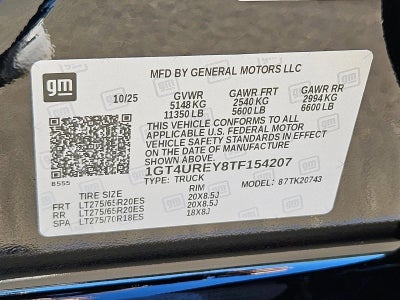 gm
MFD BY GENERAL MOTORS LLC
10/25 GVWR GAWR FRT GAWR RR
5148 KG 2540 KG 2994 KG
11350 LB 5600 LB 6600 LB
THIS VEHICLE CONFORMS TO ALL
APPLICABLE U.S. FEDERAL MOTOR
VEHICLE SAFETY STANDARDS IN EFFECT
ON THE DATE OF MANUFACTURE
SHOWN ABOVE.
1GT4UREY8TF154207
B555 TYPE: TRUCK MODEL: 87TK20743
TIRE SIZE RIM
FRT LT275/65R20ES 20X8.5J
RR LT275/65R20ES 20X8.5J
SPA LT275/70R18ES 18X8J